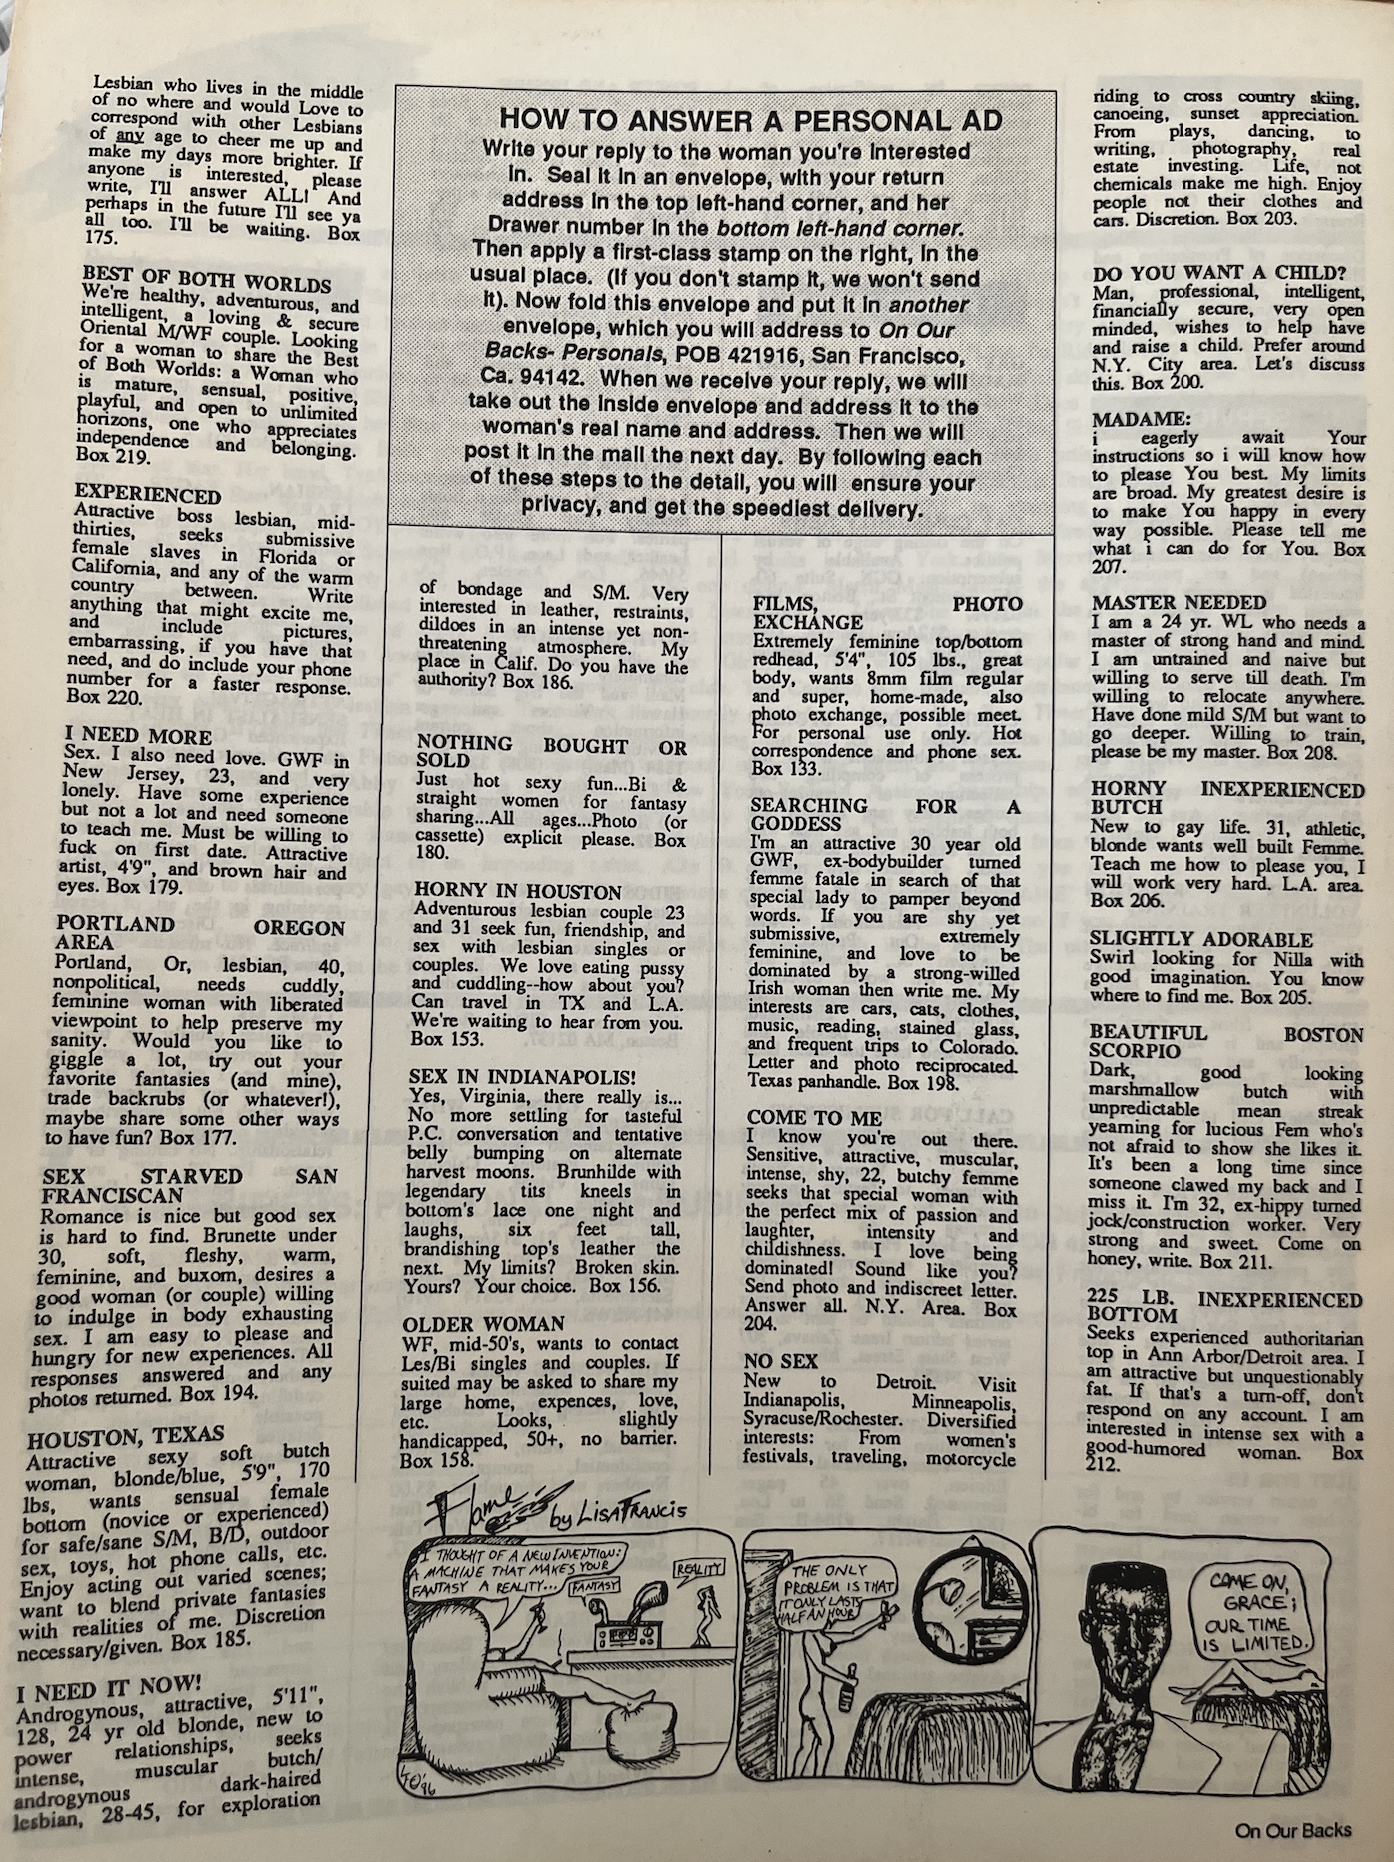 Lesbian who lives in the middle
of no where and would Love to
correspond with other Lesbians
of any age to cheer me up and
make my days more brighter. If
anyone is interested, please
write, I'll answer ALL! And
perhaps in the future I'll see ya
all too. I'll be waiting. Box
175.
BEST OF BOTH WORLDS
We're healthy, adventurous, and
intelligent, a loving & secure
Oriental M/WF couple. Looking
for a woman to share the Best
of Both Worlds: a Woman who
is mature, sensual, positive,
playful, and open to unlimited
horizons, one who appreciates
independence and belonging.
Box 219.
EXPERIENCED
Attractive boss lesbian, mid-
thirties, seeks submissive
female slaves in Florida or
California, and any of the warm
country between. Write
anything that might excite me,
and include pictures,
embarrassing, if you have that
need, and do include your phone
number for a faster response.
Box 220.
I NEED MORE
Sex. I also need love. GWF in
New Jersey, 23, and very
lonely. Have some experience
but not a lot and need someone
to teach me. Must be willing to
fuck on first date. Attractive
artist, 4'9", and brown hair and
eyes. Box 179.
PORTLAND OREGON
AREA
Portland, Or, lesbian, 40,
nonpolitical, needs cuddly,
feminine woman with liberated
viewpoint to help preserve my
sanity. Would you like to
giggle a lot, try out your
favorite fantasies (and mine),
trade backrubs (or whatever!),
maybe share some other ways
to have fun? Box 177.
SEX STARVED SAN
FRANCISCAN
Romance is nice but good sex
is hard to find. Brunette under
30, soft, fleshy, warm,
feminine, and buxom, desires a
good woman (or couple) willing
to indulge in body exhausting
sex. I am easy to please and
hungry for new experiences. All
responses answered and any
photos returned. Box 194.
HOUSTON, TEXAS
Attractive sexy soft butch
woman, blonde/blue, 5'9", 170
lbs, wants sensual female
bottom (novice or experienced)
for safe/sane S/M, B/D, outdoor
sex, toys, hot phone calls, etc.
Enjoy acting out varied scenes;
want to blend private fantasies
with realities of me. Discretion
necessary/given. Box 185.
I NEED IT NOW!
Androgynous, attractive, 5'11",
128, 24 yr old blonde, new to
power relationships, seeks
intense, muscular butch/
androgynous dark-haired
lesbian, 28-45, for exploration
HOW TO ANSWER A PERSONAL AD
Write your reply to the woman you're interested
in. Seal it in an envelope, with your return
address in the top left-hand corner, and her
Drawer number in the bottom left-hand corner.
Then apply a first-class stamp on the right, in the
usual place. (If you don't stamp it, we won't send
it). Now fold this envelope and put it in another
envelope, which you will address to On Our
Backs- Personals, POB 421916, San Francisco,
Ca. 94142. When we receive your reply, we will
take out the inside envelope and address it to the
woman's real name and address. Then we will
post it in the mail the next day. By following each
of these steps to the detail, you will ensure your
privacy, and get the speediest delivery.
of bondage and S/M. Very
interested in leather, restraints,
dildoes in an intense yet non-
threatening atmosphere. My
place in Calif. Do you have the
authority? Box 186.
NOTHING BOUGHT OR
SOLD
Just hot sexy fun...Bi &
straight women for fantasy
sharing...All ages...Photo (or
cassette) explicit please. Box
180.
HORNY IN HOUSTON
Adventurous lesbian couple 23
and 31 seek fun, friendship, and
sex with lesbian singles or
couples. We love eating pussy
and cuddling--how about you?
Can travel in TX and L.A.
We're waiting to hear from you.
Box 153.
SEX IN INDIANAPOLIS!
Yes, Virginia, there really is...
No more settling for tasteful
P.C. conversation and tentative
belly bumping on alternate
harvest moons. Brunhilde with
legendary tits kneels in
bottom's lace one night and
laughs, six feet tall,
brandishing top's leather the
next. My limits? Broken skin.
Yours? Your choice. Box 156.
OLDER WOMAN
WF, mid-50's, wants to contact
Les/Bi singles and couples. If
suited may be asked to share my
large home, expences, love,
etc. Looks, slightly
handicapped, 50+, no barrier.
Box 158.
FILMS, PHOTO
EXCHANGE
Extremely feminine top/bottom
redhead, 5'4", 105 lbs., great
body, wants 8mm film regular
and super, home-made, also
photo exchange, possible meet.
For personal use only. Hot
correspondence and phone sex.
Box 133.
SEARCHING FOR A
GODDESS
I'm an attractive 30 year old
GWF, ex-bodybuilder turned
femme fatale in search of that
special lady to pamper beyond
words. If you are shy yet
submissive, extremely
feminine, and love to be
dominated by a strong-willed
Irish woman then write me. My
interests are cars, cats, clothes,
music, reading, stained glass,
and frequent trips to Colorado.
Letter and photo reciprocated.
Texas panhandle. Box 198.
COME TO ME
I know you're out there.
Sensitive, attractive, muscular,
intense, shy, 22, butchy femme
seeks that special woman with
the perfect mix of passion and
laughter, intensity and
childishness. I love being
dominated! Sound like you?
Send photo and indiscreet letter.
Answer all. N.Y. Area. Box
204.
NO SEX
New to Detroit. Visit
Indianapolis, Minneapolis,
Syracuse/Rochester. Diversified
interests: From women's
festivals, traveling, motorcycle
riding to cross country skiing,
canoeing, sunset appreciation.
From plays, dancing, to
writing, photography, real
estate investing. Life, not
chemicals make me high. Enjoy
people not their clothes and
cars. Discretion. Box 203.
DO YOU WANT A CHILD?
Man, professional, intelligent,
financially secure, very open
minded, wishes to help have
and raise a child. Prefer around
N.Y. City area. Let's discuss
this. Box 200.
MADAME:
i eagerly await Your
instructions so i will know how
to please You best. My limits
are broad. My greatest desire is
to make You happy in every
way possible. Please tell me
what i can do for You. Box
207.
MASTER NEEDED
I am a 24 yr. WL who needs a
master of strong hand and mind.
I am untrained and naive but
willing to serve till death. I'm
willing to relocate anywhere.
Have done mild S/M but want to
go deeper. Willing to train,
please be my master. Box 208.
HORNY INEXPERIENCED
BUTCH
New to gay life. 31, athletic,
blonde wants well built Femme.
Teach me how to please you, I
will work very hard. L.A. area.
Box 206.
SLIGHTLY ADORABLE
Swirl looking for Nilla with
good imagination. You know
where to find me. Box 205.
BEAUTIFUL BOSTON
SCORPIO
Dark, good looking
marshmallow butch with
unpredictable mean streak
yearning for lucious Fem who's
not afraid to show she likes it.
It's been a long time since
someone clawed my back and I
miss it. I'm 32, ex-hippy turned
jock/construction worker. Very
strong and sweet. Come on
honey, write. Box 211.
225 LB. INEXPERIENCED
BOTTOM
Seeks experienced authoritarian
top in Ann Arbor/Detroit area. I
am attractive but unquestionably
fat. If that's a turn-off, don't
respond on any account. I am
interested in intense sex with a
good-humored woman. Box
212.
Flame by LISA FRANCIS
I THOUGHT OF A NEW INVENTION:
A MACHINE THAT MAKES YOUR
FANTASY A REALITY...
FANTASY
REALITY
THE ONLY
PROBLEM IS THAT
IT ONLY LASTS
HALF AN HOUR
COME ON,
GRACE;
OUR TIME
IS LIMITED.
On Our Backs